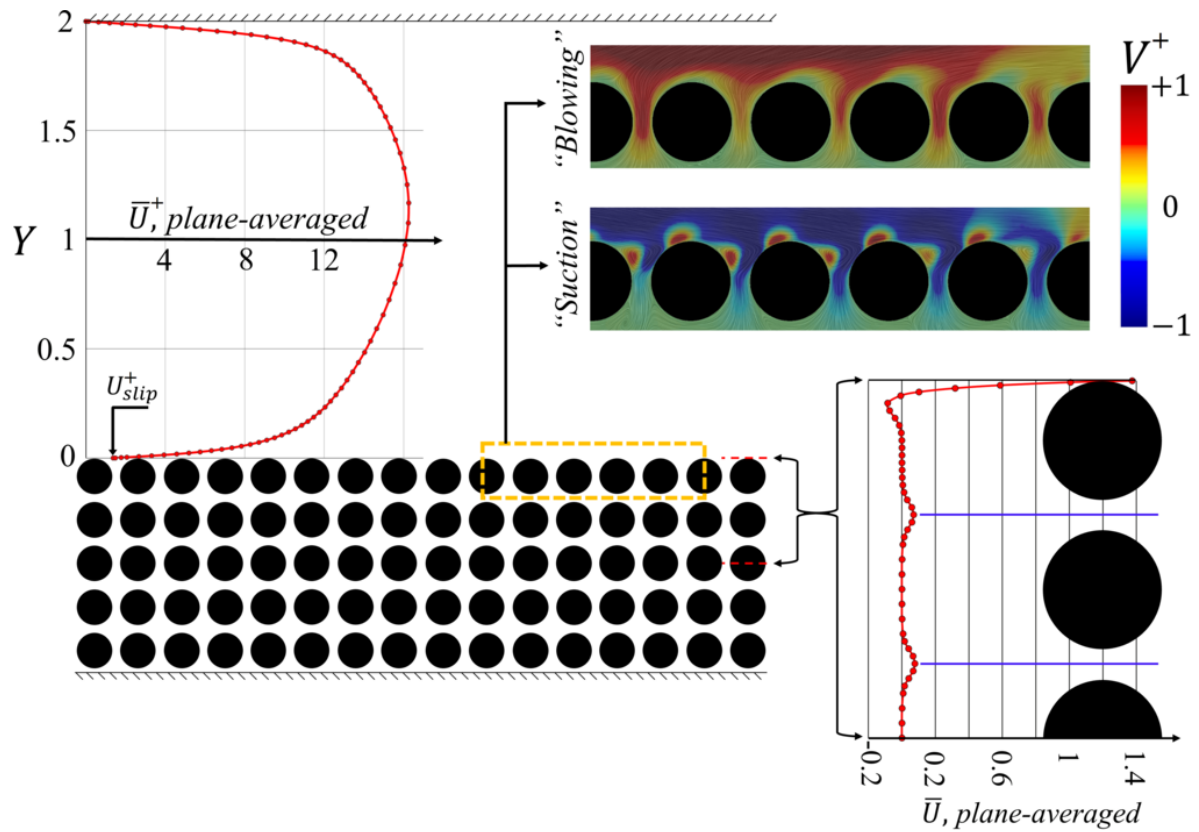 2
1.5
Y
1
0.5
0
U̅⁺, plane-averaged
4
8
12
U⁺slip
“Blowing”
“Suction”
V⁺
+1
0
−1
-0.2
0.2
0.6
1
1.4
U̅, plane-averaged